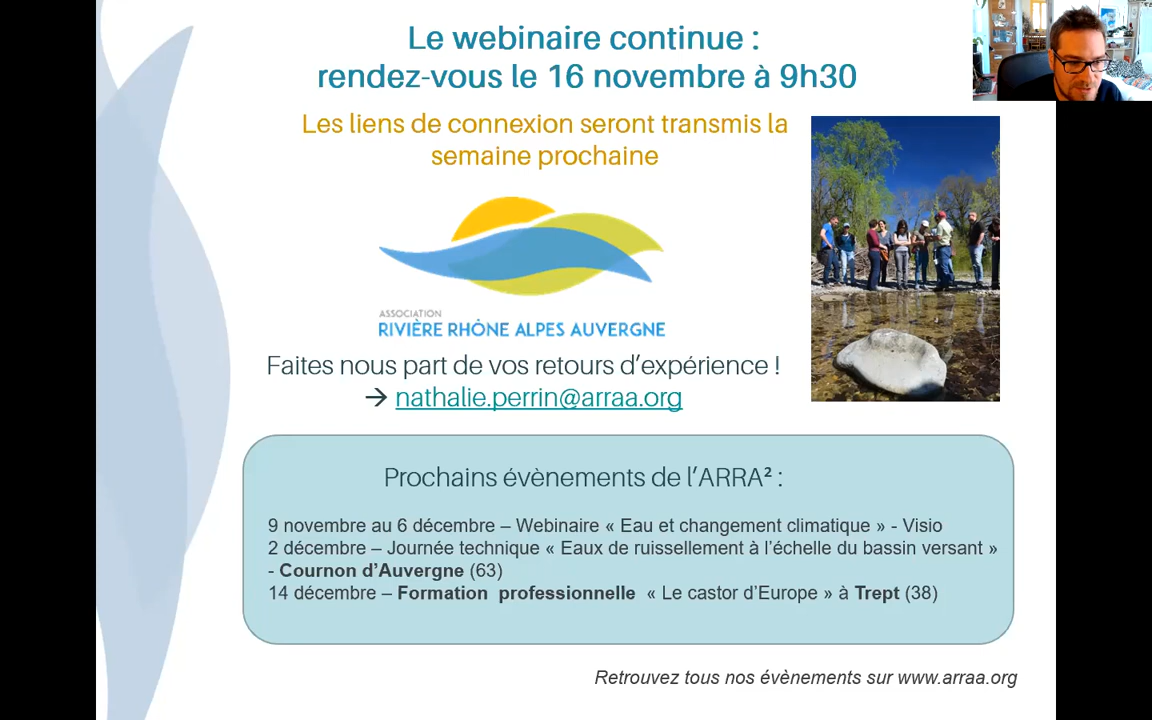 Le webinaire continue :
rendez-vous le 16 novembre à 9h30
Les liens de connexion seront transmis la
semaine prochaine
ASSOCIATION
RIVIÈRE RHÔNE ALPES AUVERGNE
Faites nous part de vos retours d’expérience !
→ nathalie.perrin@arraa.org
Prochains évènements de l’ARRA² :
9 novembre au 6 décembre – Webinaire « Eau et changement climatique » - Visio
2 décembre – Journée technique « Eaux de ruissellement à l’échelle du bassin versant »
- Cournon d’Auvergne (63)
14 décembre – Formation professionnelle « Le castor d’Europe » à Trept (38)
Retrouvez tous nos évènements sur www.arraa.org